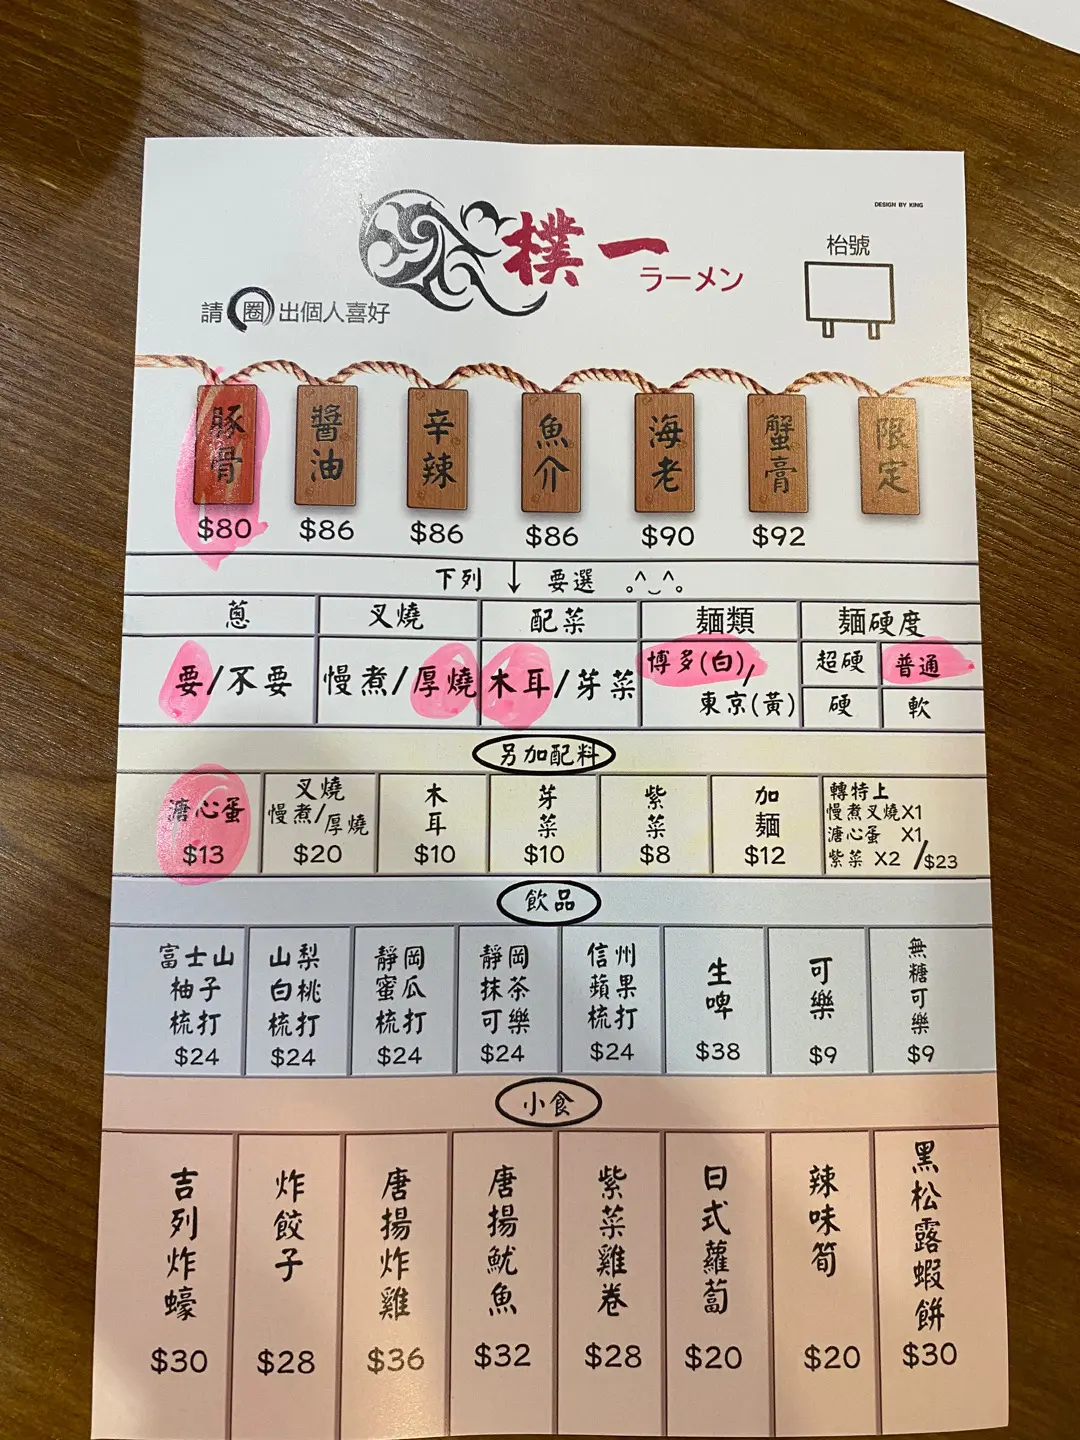 DESIGN BY KING
樸一
ラーメン
枱號
請圈出個人喜好
豚骨 醬油 辛辣 魚介 海老 蟹膏 限定
$80 $86 $86 $86 $90 $92
下列 ↓ 要選
蔥 叉燒 配菜 麵類 麵硬度
要/不要 慢煮/厚燒 木耳/芽菜 博多(白)/東京(黃) 超硬 普通
硬 軟
另加配料
溏心蛋 $13
叉燒
慢煮/厚燒
$20
木耳 $10
芽菜 $10
紫菜 $8
加麵 $12
轉特上
慢煮叉燒X1
溏心蛋 X1
紫菜 X2 /$23
飲品
富士山
柚子
梳打
$24
山梨
白桃
梳打
$24
靜岡
蜜瓜
梳打
$24
靜岡
抹茶
可樂
$24
信州
蘋果
梳打
$24
生啤 $38
可樂 $9
無糖可樂 $9
小食
吉列炸蠔 $30
炸餃子 $28
唐揚炸雞 $36
唐揚魷魚 $32
紫菜雞卷 $28
日式蘿蔔 $20
辣味筍 $20
黑松露蝦餅 $30